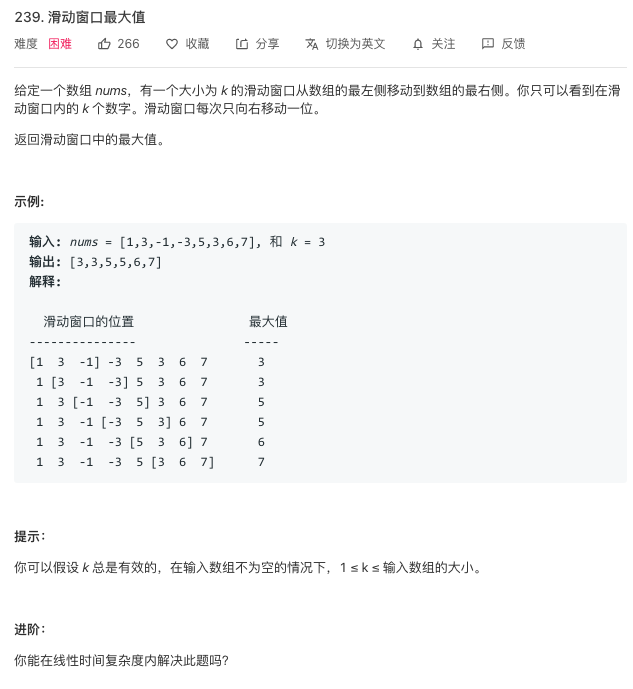 239. 滑动窗口最大值
难度 困难 266 收藏 分享 切换为英文 关注 反馈
给定一个数组 nums，有一个大小为 k 的滑动窗口从数组的最左侧移动到数组的最右侧。你只可以看到在滑
动窗口内的 k 个数字。滑动窗口每次只向右移动一位。
返回滑动窗口中的最大值。
示例:
输入: nums = [1,3,-1,-3,5,3,6,7], 和 k = 3
输出: [3,3,5,5,6,7]
解释:
滑动窗口的位置 最大值
--------------- -----
[1 3 -1] -3 5 3 6 7 3
1 [3 -1 -3] 5 3 6 7 3
1 3 [-1 -3 5] 3 6 7 5
1 3 -1 [-3 5 3] 6 7 5
1 3 -1 -3 [5 3 6] 7 6
1 3 -1 -3 5 [3 6 7] 7
提示：
你可以假设 k 总是有效的，在输入数组不为空的情况下，1 ≤ k ≤ 输入数组的大小。
进阶：
你能在线性时间复杂度内解决此题吗?